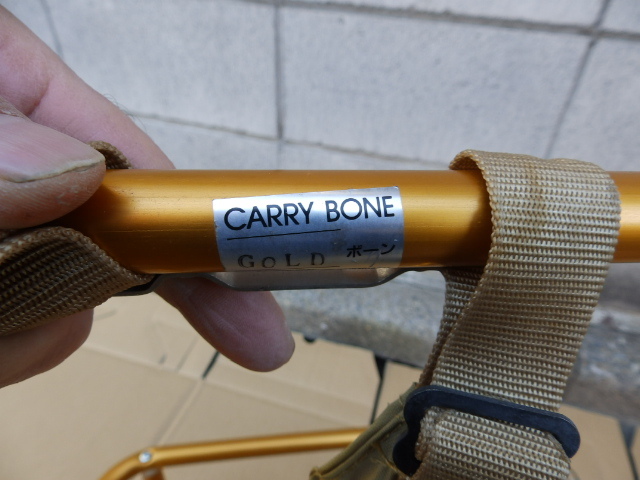 CARRY BONE
GOLD ボーン